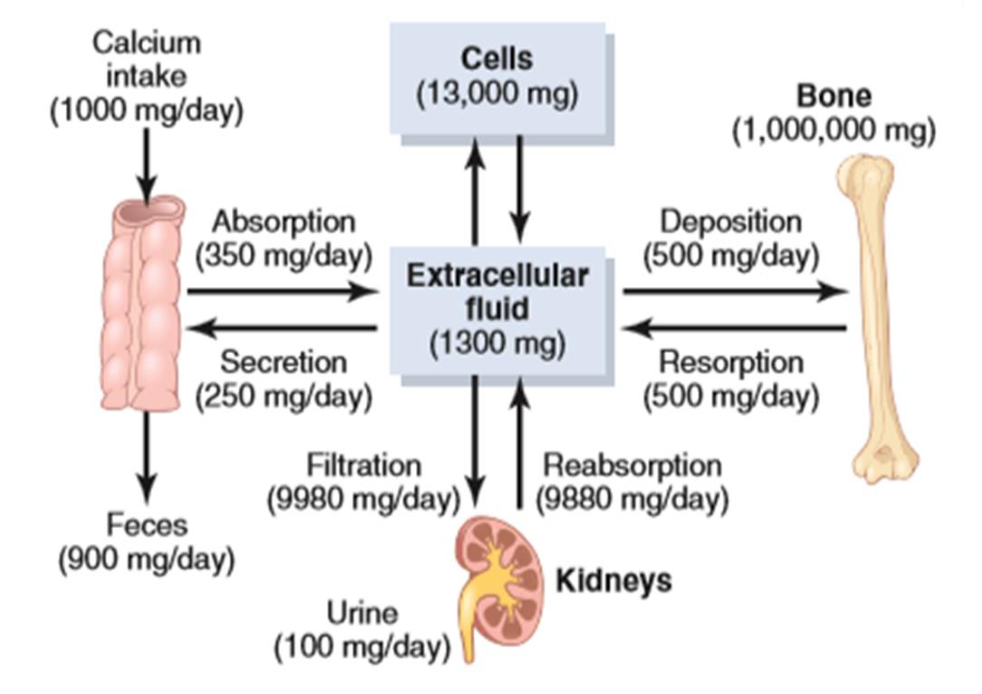 Calcium
intake
(1000 mg/day)
Cells
(13,000 mg)
Bone
(1,000,000 mg)
Absorption
(350 mg/day)
Extracellular
fluid
(1300 mg)
Deposition
(500 mg/day)
Secretion
(250 mg/day)
Resorption
(500 mg/day)
Filtration
(9980 mg/day)
Reabsorption
(9880 mg/day)
Feces
(900 mg/day)
Kidneys
Urine
(100 mg/day)